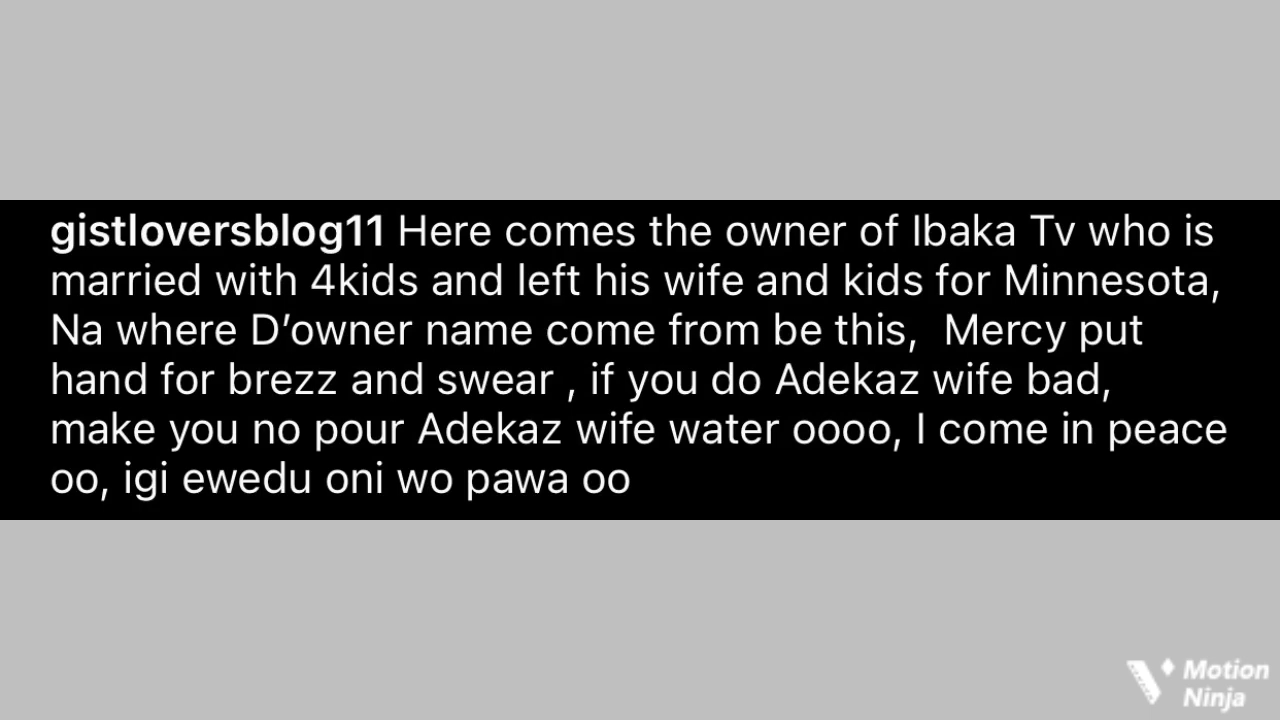 gistloversblog11 Here comes the owner of Ibaka Tv who is
married with 4kids and left his wife and kids for Minnesota,
Na where D’owner name come from be this,  Mercy put
hand for brezz and swear , if you do Adekaz wife bad,
make you no pour Adekaz wife water oooo, I come in peace
oo, igi ewedu oni wo pawa oo
Motion
Ninja